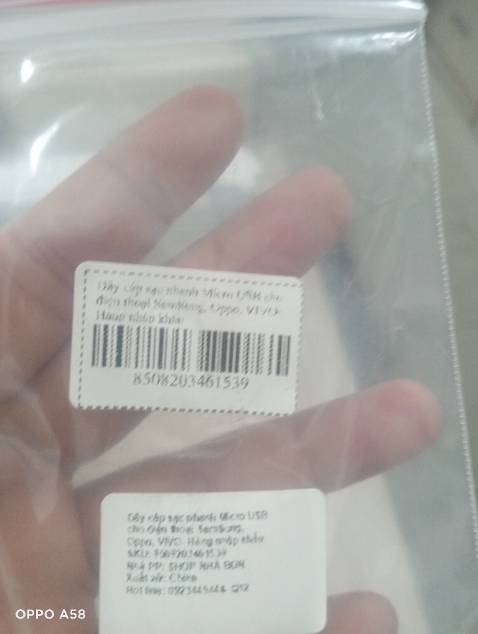 Dây cáp sạc nhanh Micro USB cho
điện thoại SamSung, Oppo, VIVO.
Hàng nhập khẩu
8508203461539
Dây cáp sạc nhanh Micro USB
cho điện thoại SamSung,
Oppo, VIVO. Hàng nhập khẩu
SKU: 8508203461539
Nhà PP: SHOP NHÀ BON
Xuất xứ: China
Hot line:
OPPO A58